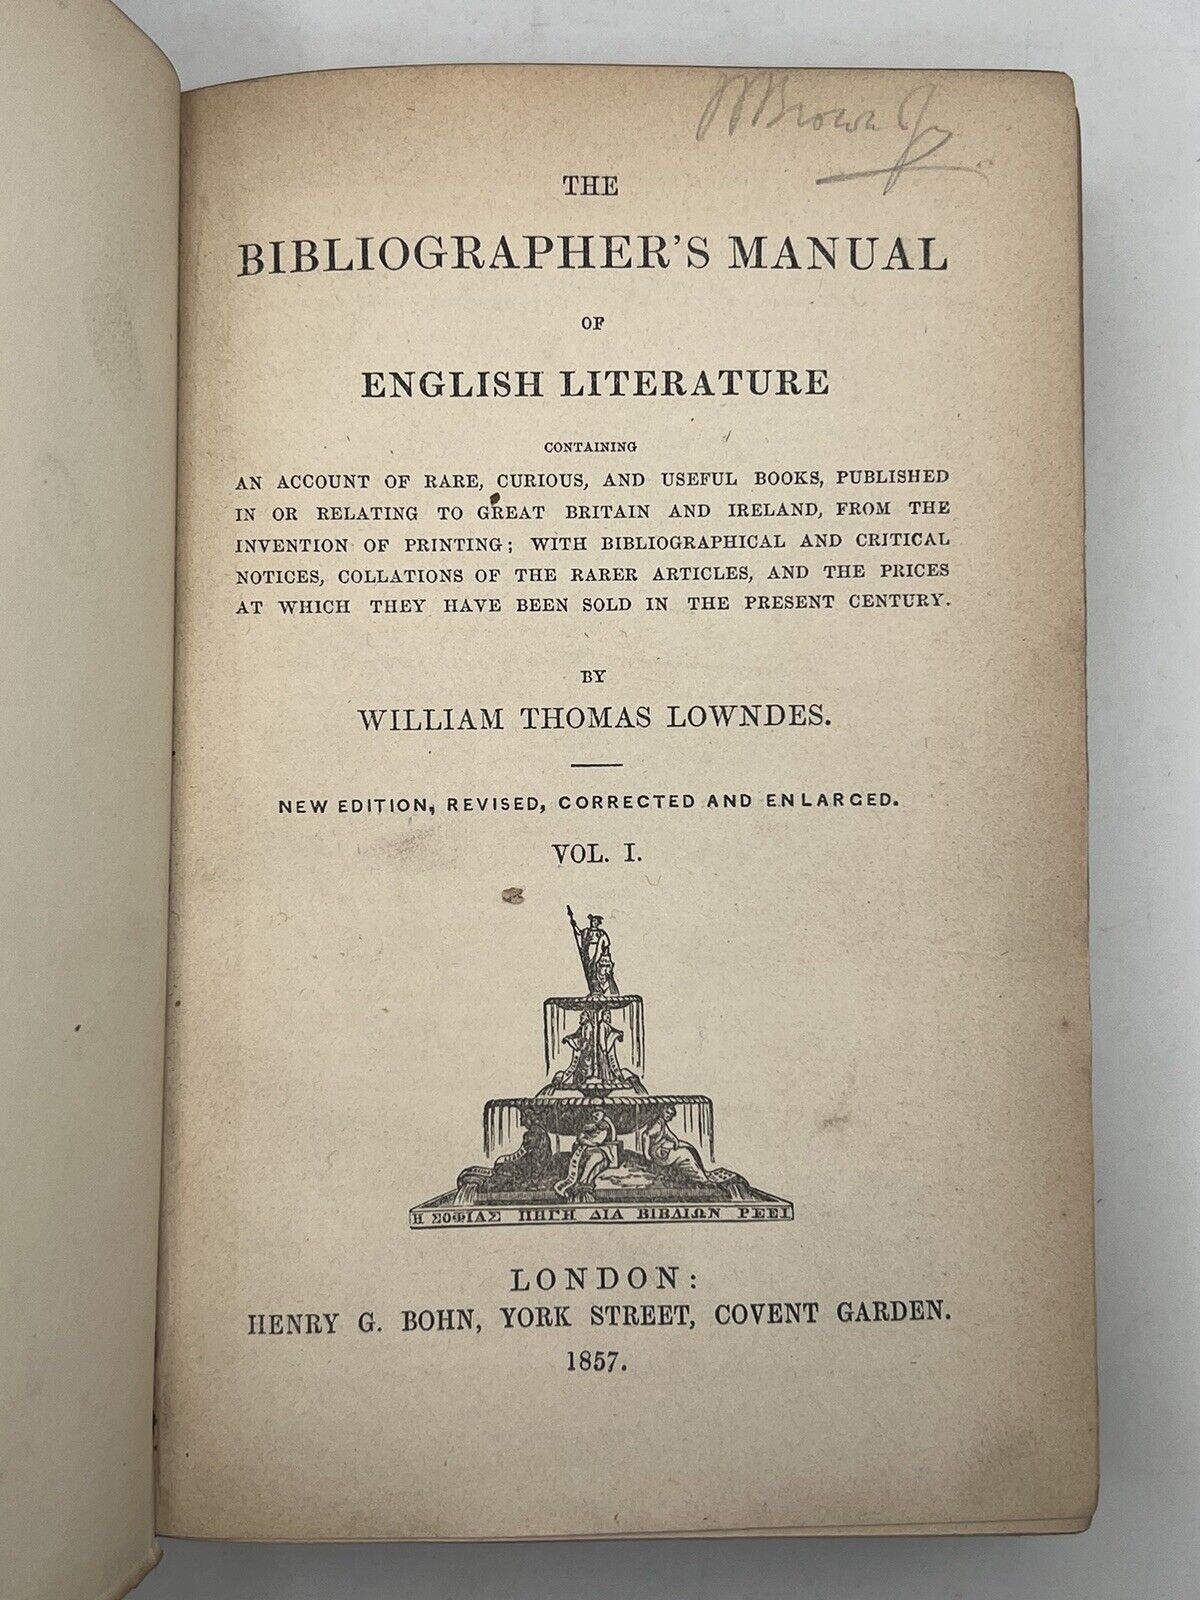 Brown Jr.
THE
BIBLIOGRAPHER'S MANUAL
OF
ENGLISH LITERATURE
CONTAINING
AN ACCOUNT OF RARE, CURIOUS, AND USEFUL BOOKS, PUBLISHED
IN OR RELATING TO GREAT BRITAIN AND IRELAND, FROM THE
INVENTION OF PRINTING; WITH BIBLIOGRAPHICAL AND CRITICAL
NOTICES, COLLATIONS OF THE RARER ARTICLES, AND THE PRICES
AT WHICH THEY HAVE BEEN SOLD IN THE PRESENT CENTURY.
BY
WILLIAM THOMAS LOWNDES.
NEW EDITION, REVISED, CORRECTED AND ENLARGED.
VOL. I.
Η ΣΟΦΙΑΣ ΠΗΓΗ ΔΙΑ ΒΙΒΛΙΩΝ ΡΕΕΙ
LONDON:
HENRY G. BOHN, YORK STREET, COVENT GARDEN.
1857.